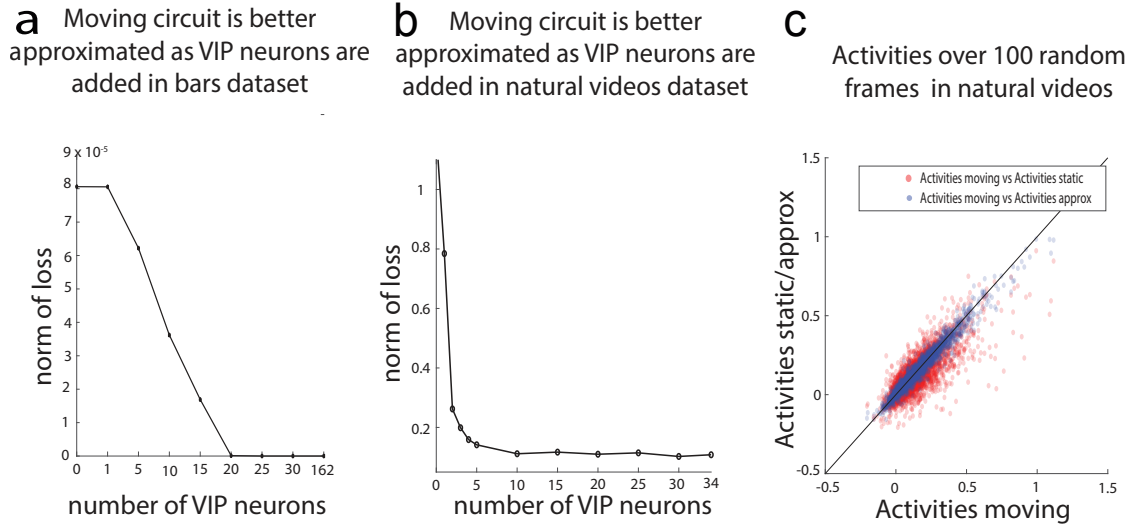 a
Moving circuit is better
approximated as VIP neurons are
added in bars dataset
9 x 10⁻⁵
8
7
6
5
4
3
2
1
0
0 1 5 10 15 20 25 30 162
norm of loss
number of VIP neurons
b
Moving circuit is better
approximated as VIP neurons are
added in natural videos dataset
1
0.8
0.6
0.4
0.2
0 5 10 15 20 25 30 34
norm of loss
number of VIP neurons
c
Activities over 100 random
frames in natural videos
Activities moving vs Activities static
Activities moving vs Activities approx
1.5
1
0.5
0
-0.5
-0.5 0 0.5 1.0 1.5
Activities static/approx
Activities moving